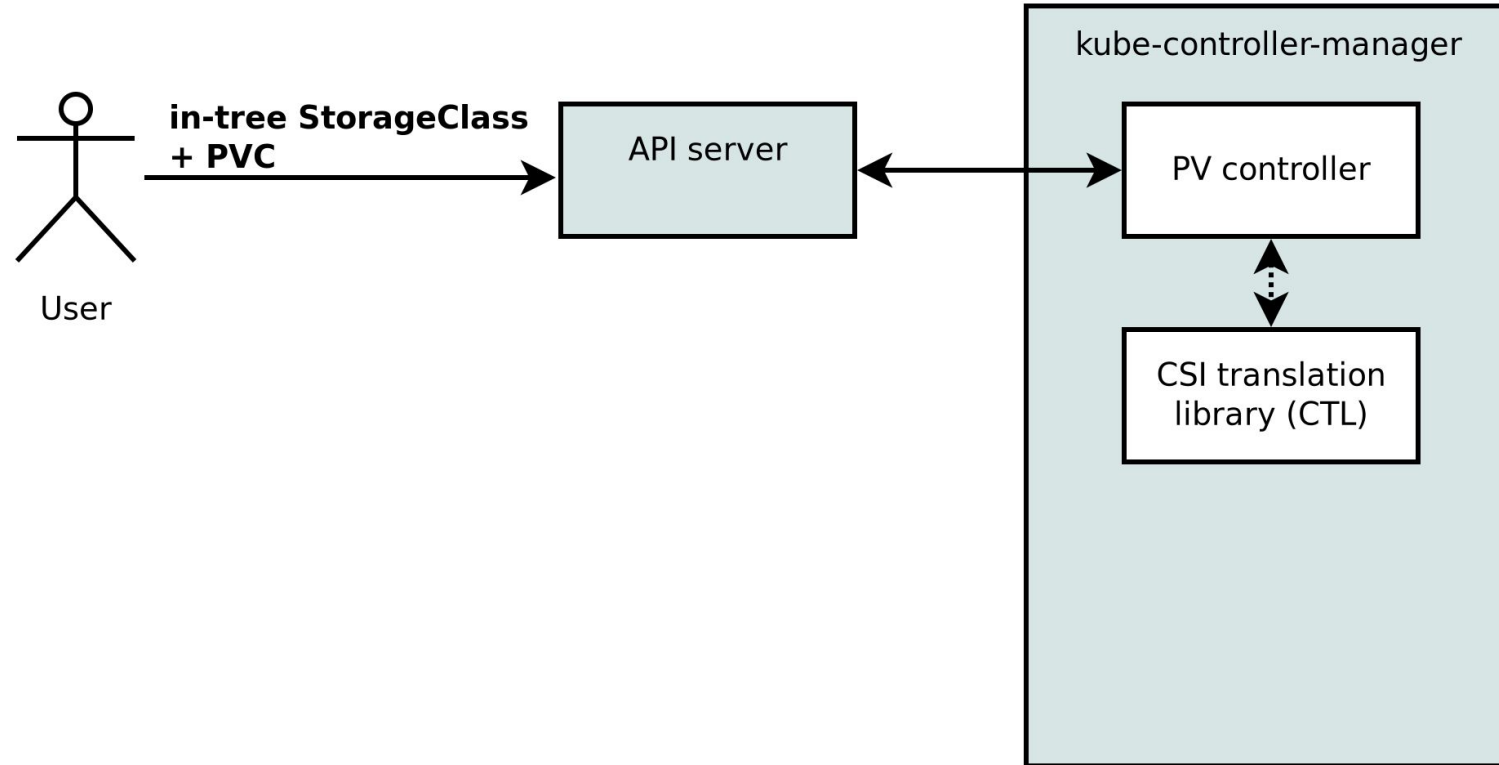 kube-controller-manager
in-tree StorageClass
+ PVC
API server
PV controller
User
CSI translation
library (CTL)